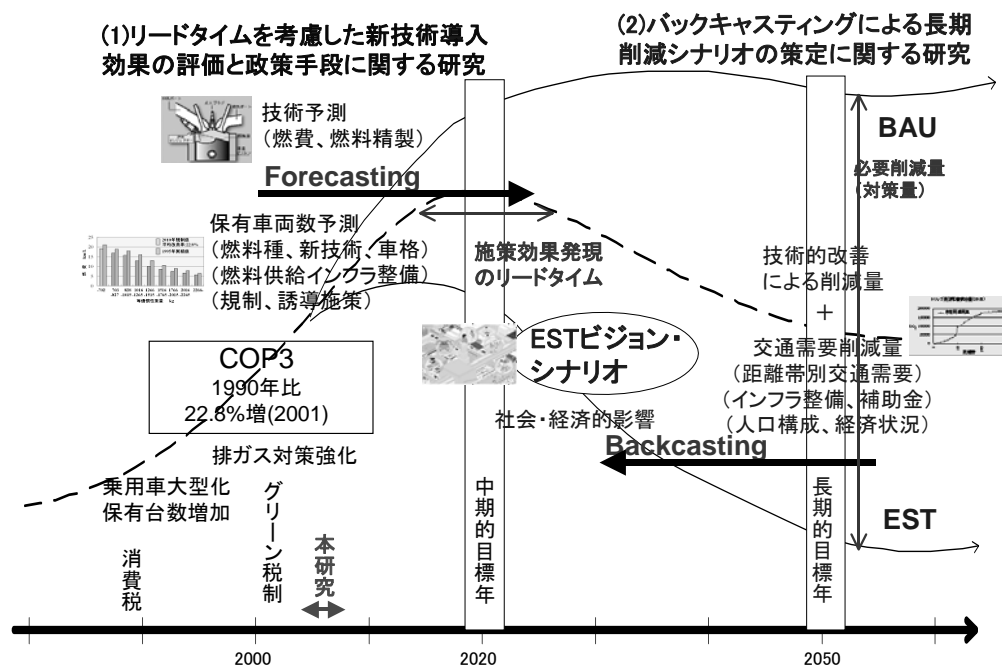 (1)リードタイムを考慮した新技術導入
効果の評価と政策手段に関する研究
(2)バックキャスティングによる長期
削減シナリオの策定に関する研究
技術予測
(燃費、燃料精製)
Forecasting
BAU
必要削減量
(対策量)
保有車両数予測
(燃料種、新技術、車格)
(燃料供給インフラ整備)
(規制、誘導施策)
施策効果発現
のリードタイム
技術的改善
による削減量
+
交通需要削減量
(距離帯別交通需要)
(インフラ整備、補助金)
(人口構成、経済状況)
ESTビジョン・
シナリオ
社会・経済的影響
COP3
1990年比
22.8%増(2001)
Backcasting
排ガス対策強化
乗用車大型化
保有台数増加
EST
消費税
グリーン税制
本研究
中期的目標年
長期的目標年
2000
2020
2050